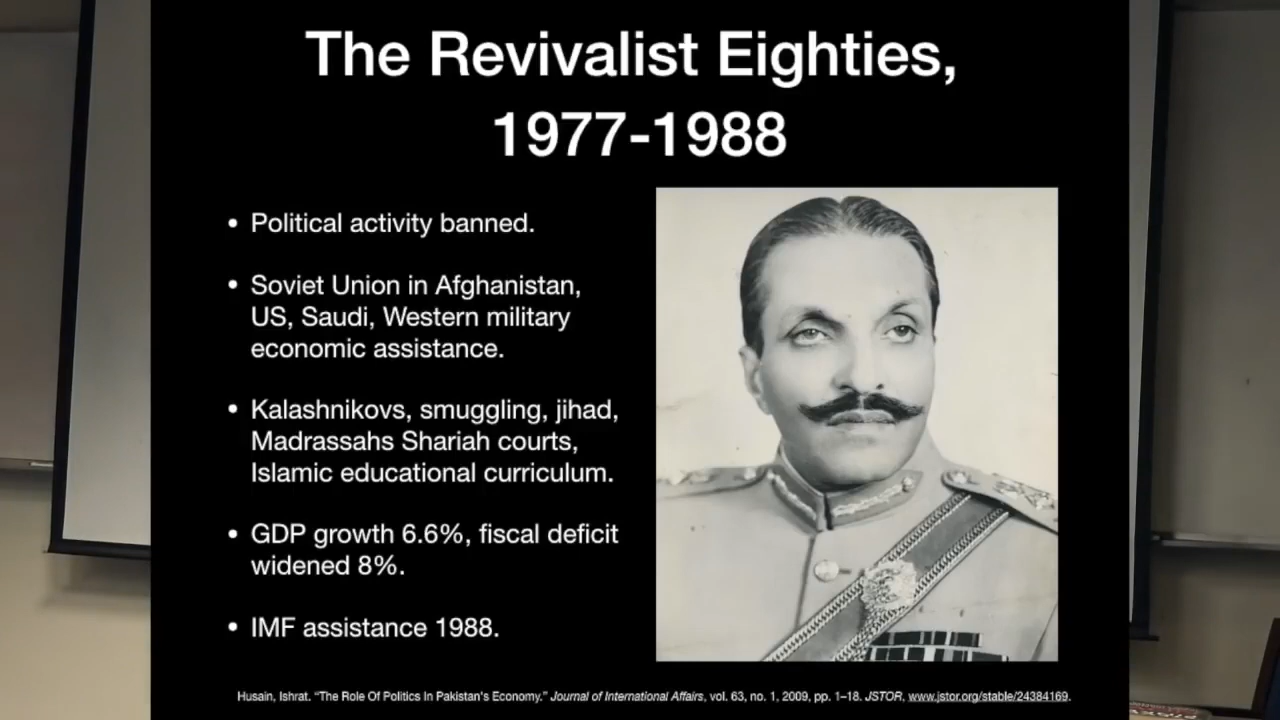 The Revivalist Eighties,
1977-1988
• Political activity banned.
• Soviet Union in Afghanistan,
US, Saudi, Western military
economic assistance.
• Kalashnikovs, smuggling, jihad,
Madrassahs Shariah courts,
Islamic educational curriculum.
• GDP growth 6.6%, fiscal deficit
widened 8%.
• IMF assistance 1988.
Husain, Ishrat. “The Role Of Politics In Pakistan’s Economy.” Journal of International Affairs, vol. 63, no. 1, 2009, pp. 1–18. JSTOR, www.jstor.org/stable/24384169.